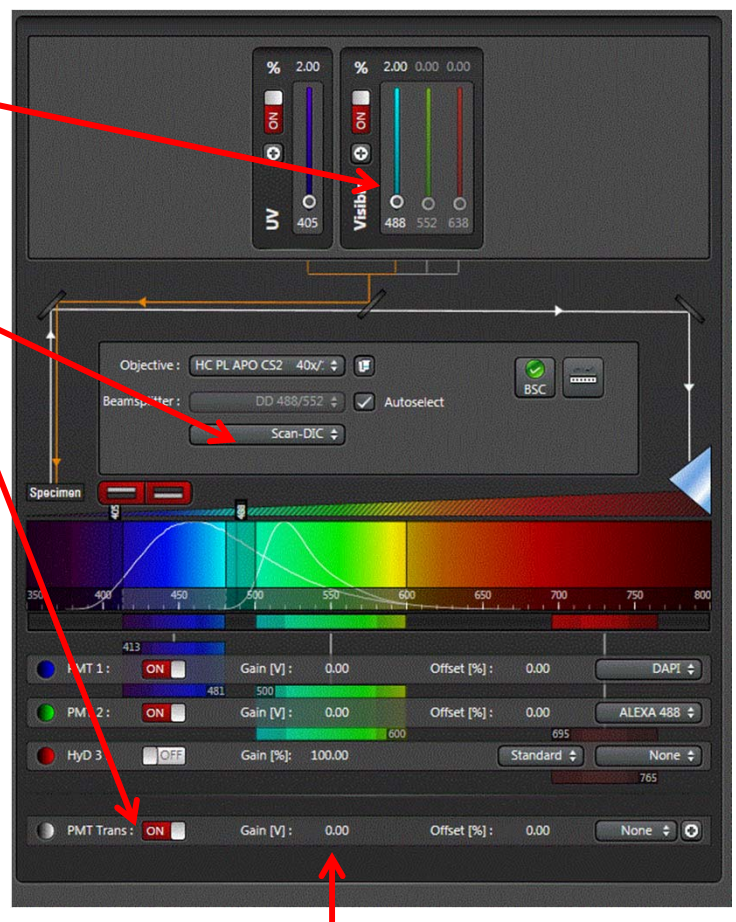 % 2.00 % 2.00 0.00 0.00
ON ON
UV 405 488 552 638
Objective : HC PL APO CS2 40x/:
BSC
Beamsplitter : DD 488/552 Autoselect
Scan-DIC
Specimen
405 488
350 400 450 500 550 600 650 700 750 800
413
PMT 1 : ON Gain [V] : 0.00 Offset [%] : 0.00 DAPI
481 500
PMT 2 : ON Gain [V] : 0.00 Offset [%] : 0.00 ALEXA 488
600 695
HyD 3 OFF Gain [%]: 100.00 Standard None
765
PMT Trans : ON Gain [V] : 0.00 Offset [%] : 0.00 None